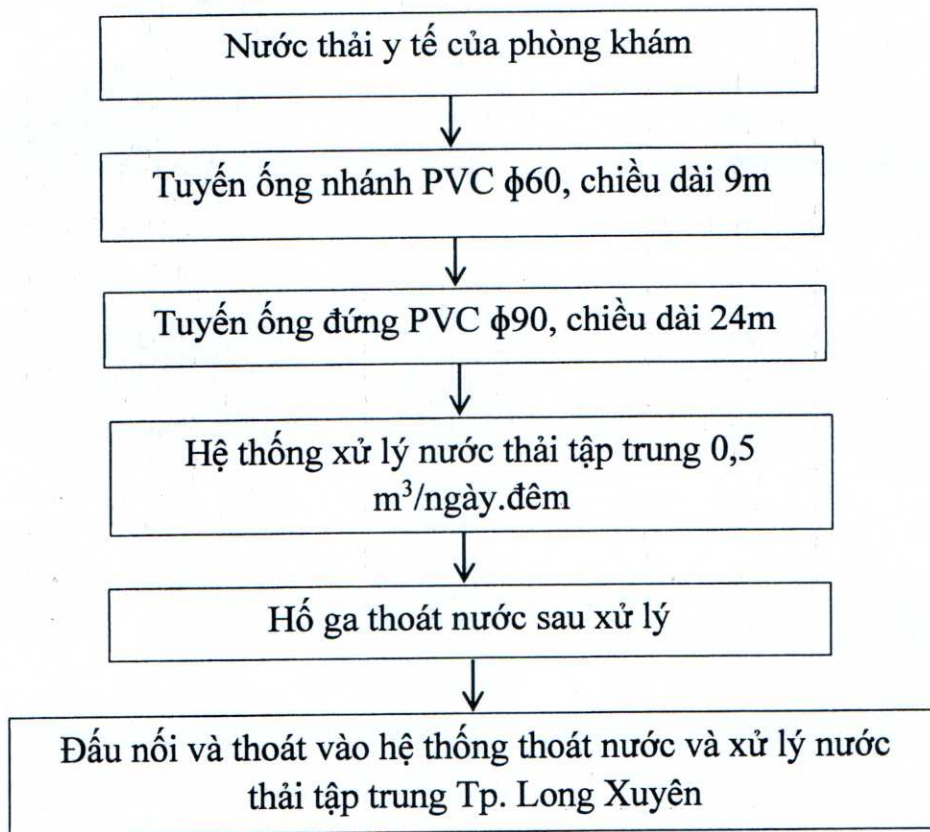 Nước thải y tế của phòng khám
Tuyến ống nhánh PVC ϕ60, chiều dài 9m
Tuyến ống đứng PVC ϕ90, chiều dài 24m
Hệ thống xử lý nước thải tập trung 0,5
m³/ngày.đêm
Hố ga thoát nước sau xử lý
Đấu nối và thoát vào hệ thống thoát nước và xử lý nước
thải tập trung Tp. Long Xuyên